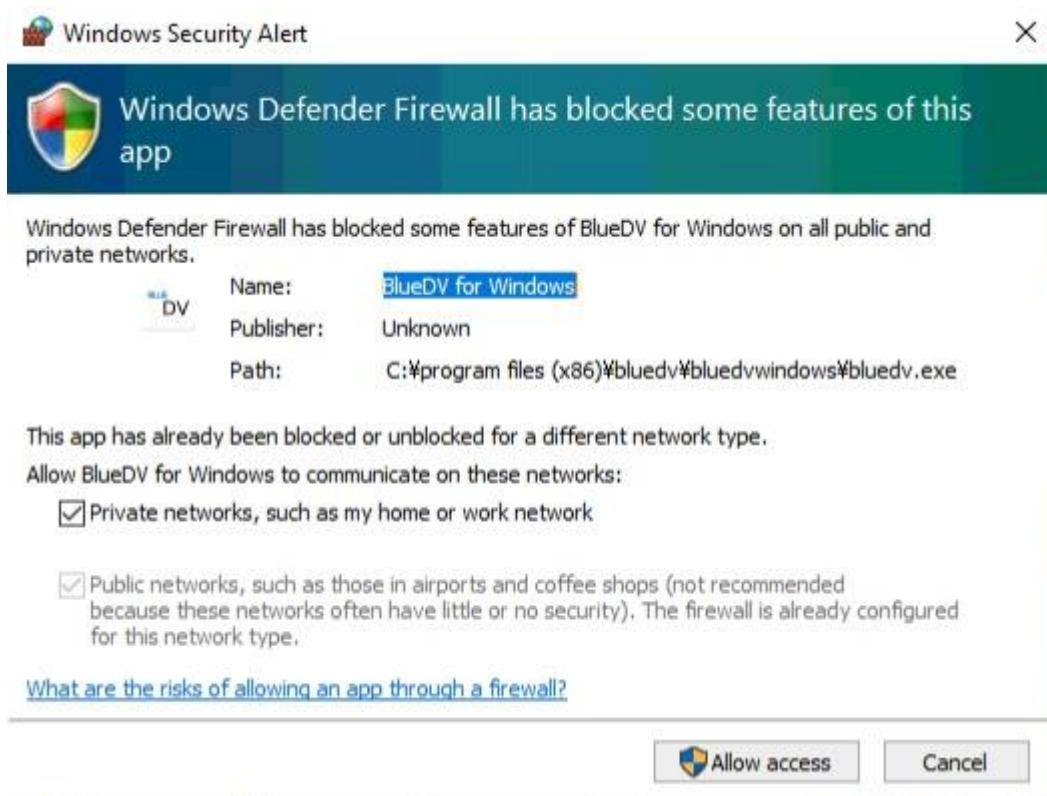 Windows Security Alert
Windows Defender Firewall has blocked some features of this
app
Windows Defender Firewall has blocked some features of BlueDV for Windows on all public and
private networks.
BLUE
DV
Name: BlueDV for Windows
Publisher: Unknown
Path: C:¥program files (x86)¥bluedv¥bluedvwindows¥bluedv.exe
This app has already been blocked or unblocked for a different network type.
Allow BlueDV for Windows to communicate on these networks:
Private networks, such as my home or work network
Public networks, such as those in airports and coffee shops (not recommended
because these networks often have little or no security). The firewall is already configured
for this network type.
What are the risks of allowing an app through a firewall?
Allow access Cancel